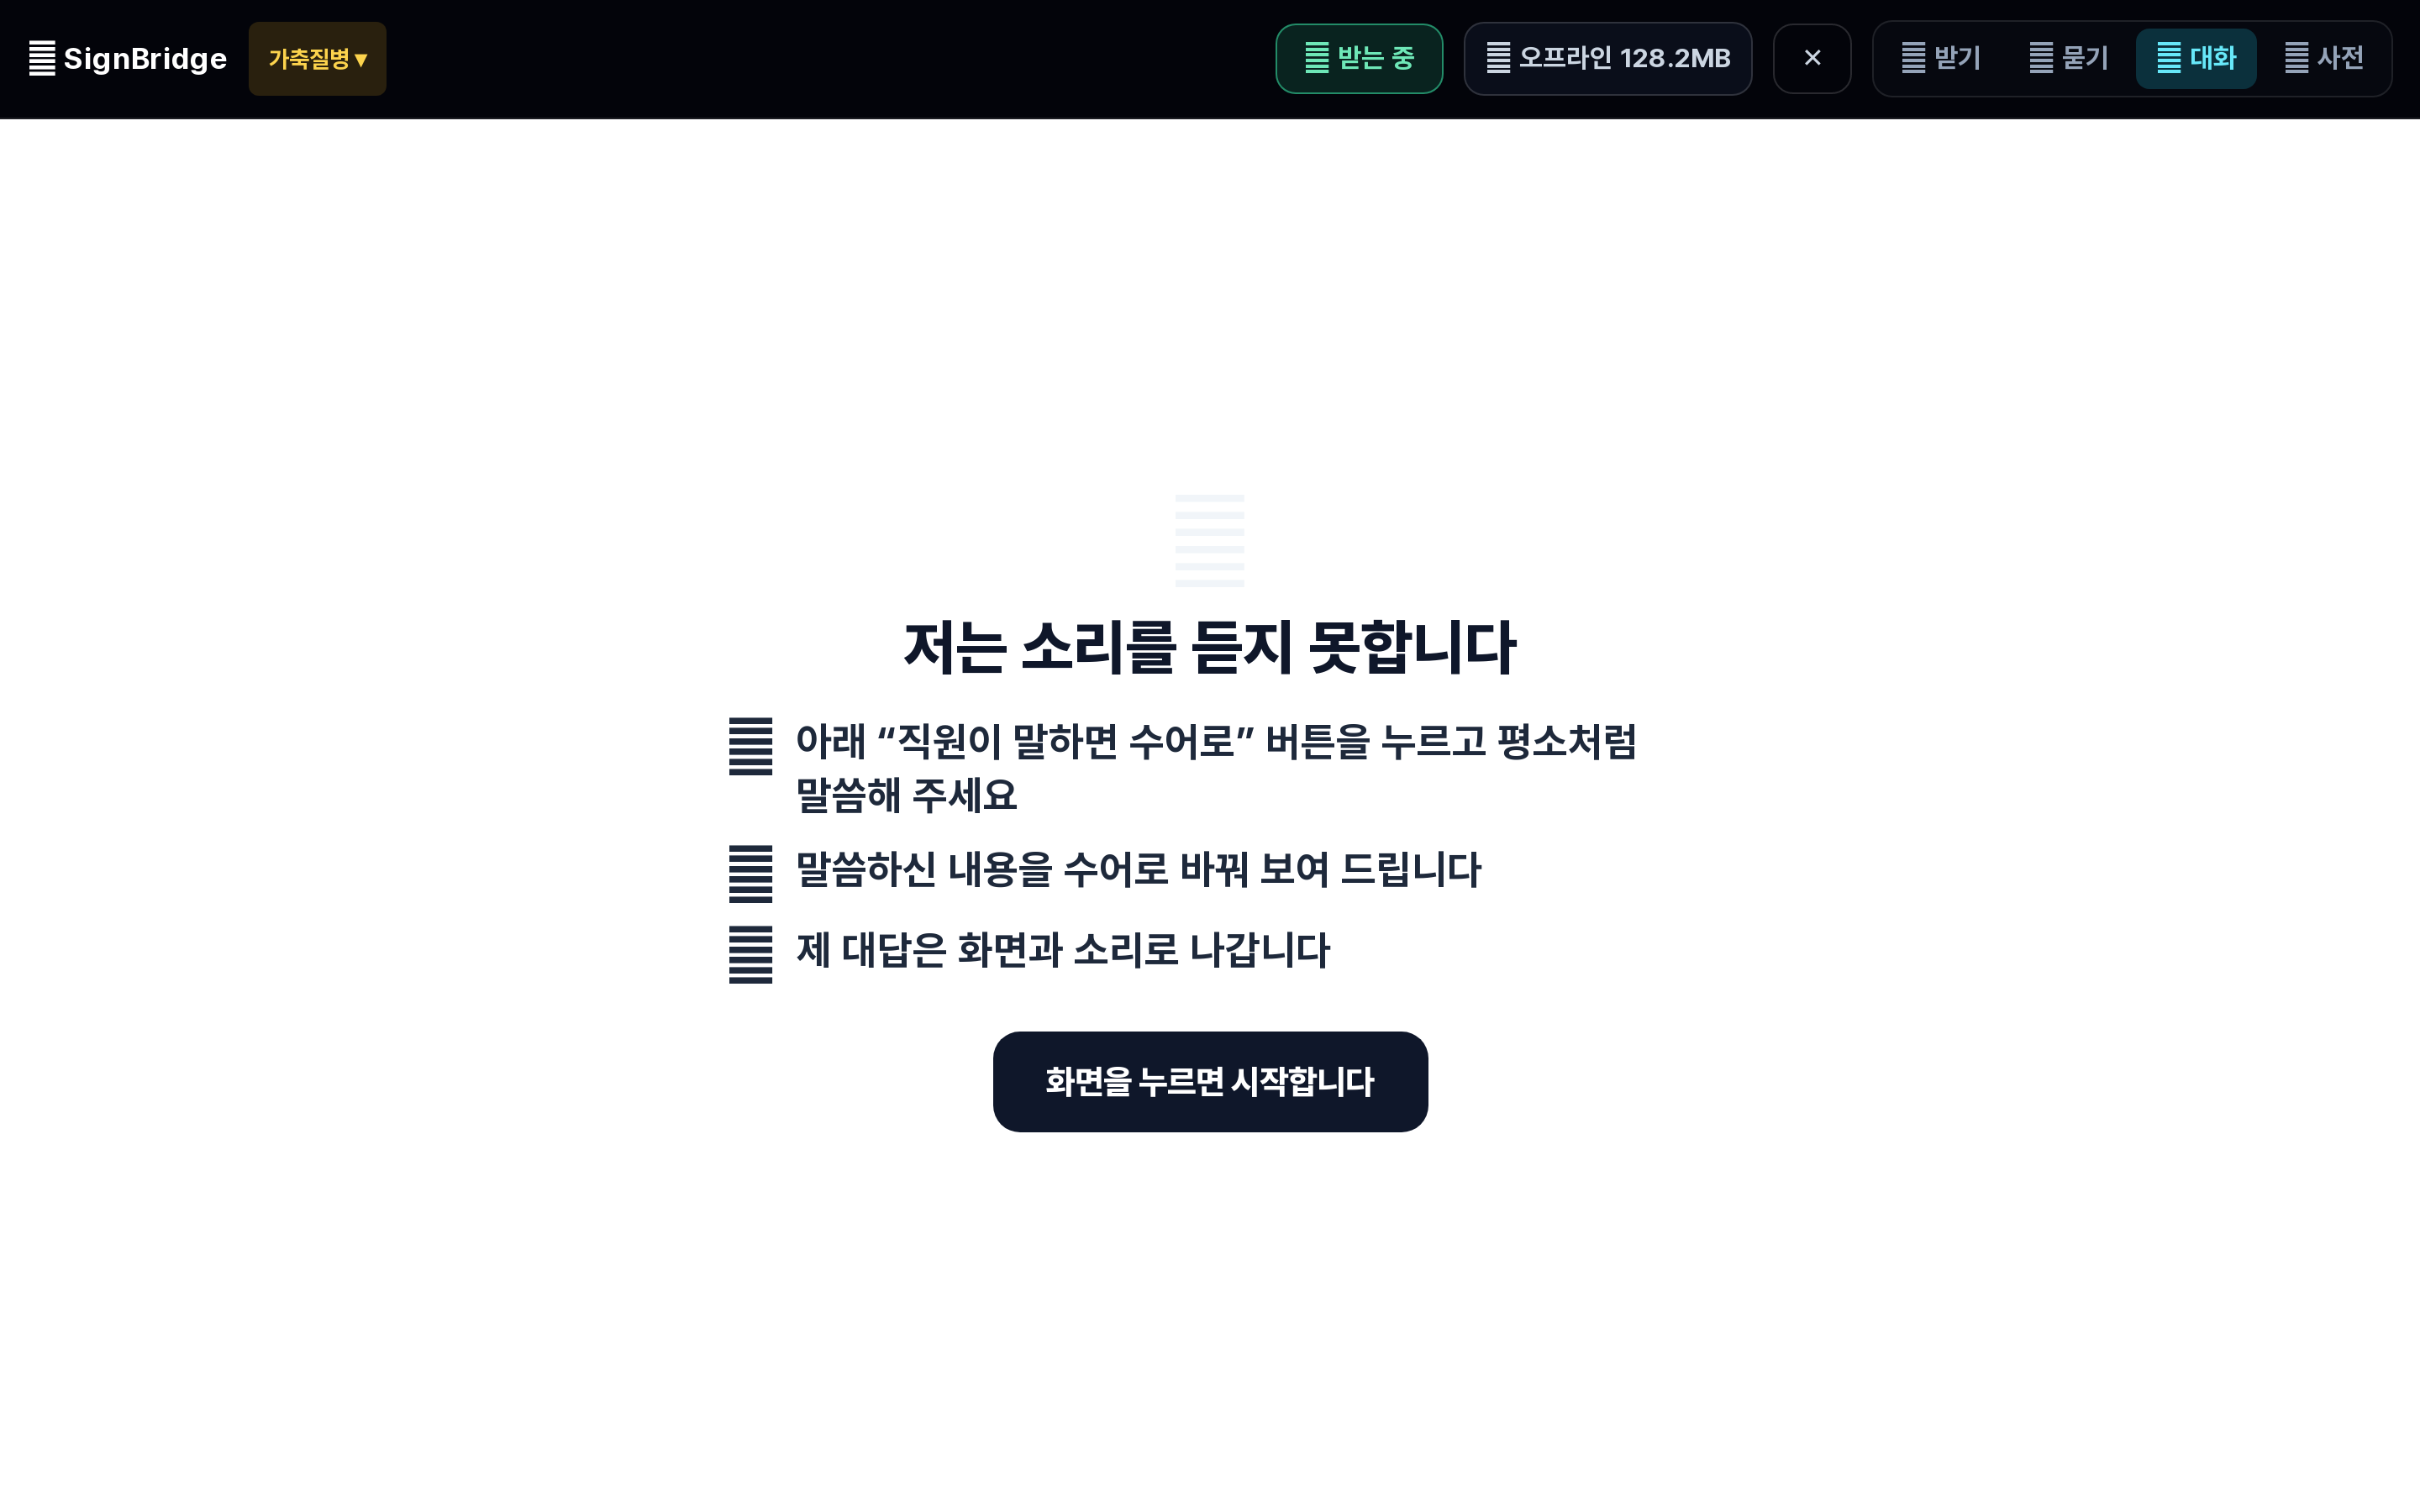 SignBridge
가축질병 ▾
받는 중
오프라인 128.2MB
✕
받기
묻기
대화
사전
저는 소리를 듣지 못합니다
아래 “직원이 말하면 수어로” 버튼을 누르고 평소처럼
말씀해 주세요
말씀하신 내용을 수어로 바꿔 보여 드립니다
제 대답은 화면과 소리로 나갑니다
화면을 누르면 시작합니다